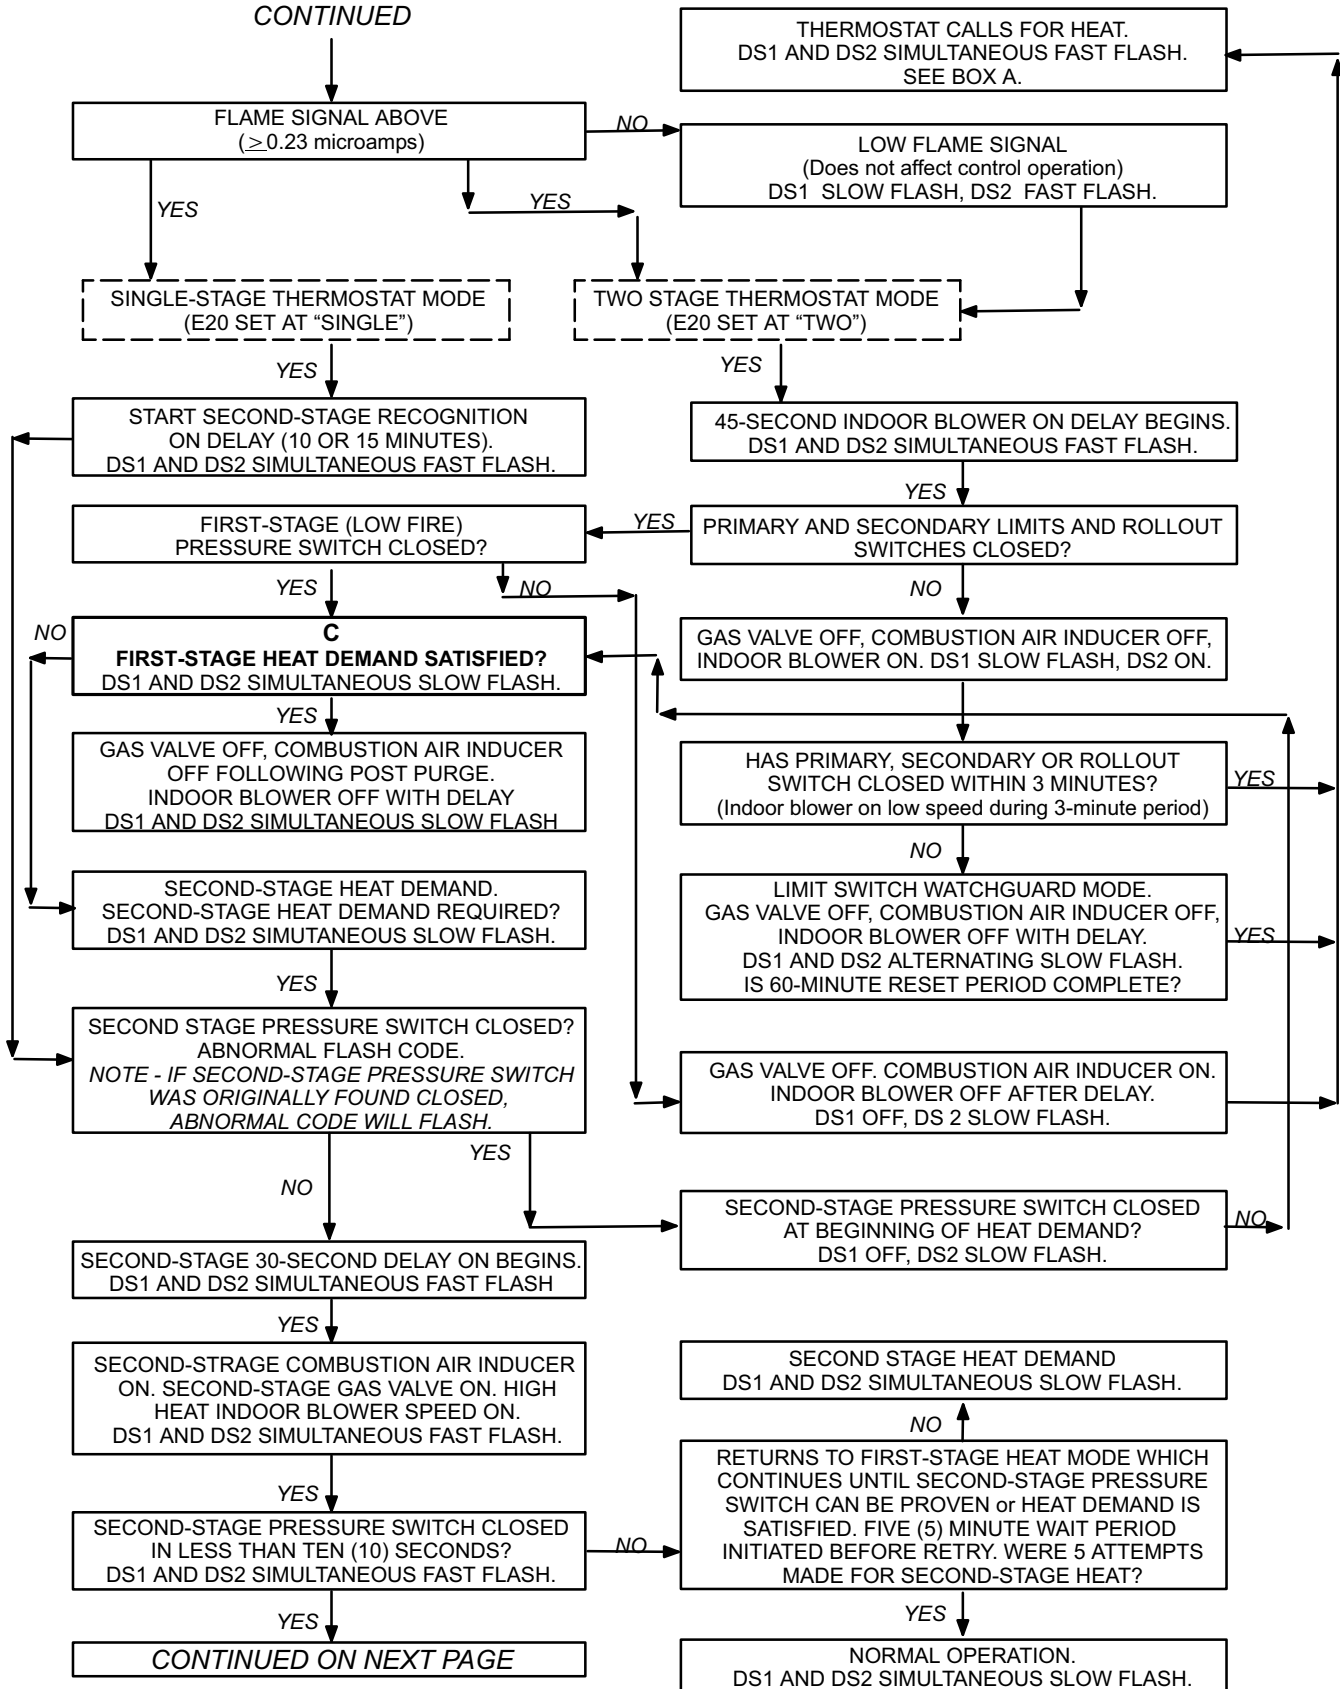 CONTINUED
THERMOSTAT CALLS FOR HEAT.
DS1 AND DS2 SIMULTANEOUS FAST FLASH.
SEE BOX A.
FLAME SIGNAL ABOVE
(≥0.23 microamps)
NO
LOW FLAME SIGNAL
(Does not affect control operation)
DS1 SLOW FLASH, DS2 FAST FLASH.
YES
YES
SINGLE-STAGE THERMOSTAT MODE
(E20 SET AT “SINGLE”)
TWO STAGE THERMOSTAT MODE
(E20 SET AT “TWO”)
YES
YES
START SECOND-STAGE RECOGNITION
ON DELAY (10 OR 15 MINUTES).
DS1 AND DS2 SIMULTANEOUS FAST FLASH.
45-SECOND INDOOR BLOWER ON DELAY BEGINS.
DS1 AND DS2 SIMULTANEOUS FAST FLASH.
YES
FIRST-STAGE (LOW FIRE)
PRESSURE SWITCH CLOSED?
YES
PRIMARY AND SECONDARY LIMITS AND ROLLOUT
SWITCHES CLOSED?
YES
NO
NO
NO
C
FIRST-STAGE HEAT DEMAND SATISFIED?
DS1 AND DS2 SIMULTANEOUS SLOW FLASH.
GAS VALVE OFF, COMBUSTION AIR INDUCER OFF,
INDOOR BLOWER ON. DS1 SLOW FLASH, DS2 ON.
YES
GAS VALVE OFF, COMBUSTION AIR INDUCER
OFF FOLLOWING POST PURGE.
INDOOR BLOWER OFF WITH DELAY
DS1 AND DS2 SIMULTANEOUS SLOW FLASH
HAS PRIMARY, SECONDARY OR ROLLOUT
SWITCH CLOSED WITHIN 3 MINUTES?
(Indoor blower on low speed during 3-minute period)
YES
NO
SECOND-STAGE HEAT DEMAND.
SECOND-STAGE HEAT DEMAND REQUIRED?
DS1 AND DS2 SIMUTANEOUS SLOW FLASH.
LIMIT SWITCH WATCHGUARD MODE.
GAS VALVE OFF, COMBUSTION AIR INDUCER OFF,
INDOOR BLOWER OFF WITH DELAY.
DS1 AND DS2 ALTERNATING SLOW FLASH.
IS 60-MINUTE RESET PERIOD COMPLETE?
YES
YES
SECOND STAGE PRESSURE SWITCH CLOSED?
ABNORMAL FLASH CODE.
NOTE - IF SECOND-STAGE PRESSURE SWITCH
WAS ORIGINALLY FOUND CLOSED,
ABNORMAL CODE WILL FLASH.
GAS VALVE OFF. COMBUSTION AIR INDUCER ON.
INDOOR BLOWER OFF AFTER DELAY.
DS1 OFF, DS 2 SLOW FLASH.
YES
NO
SECOND-STAGE PRESSURE SWITCH CLOSED
AT BEGINNING OF HEAT DEMAND?
DS1 OFF, DS2 SLOW FLASH.
NO
SECOND-STAGE 30-SECOND DELAY ON BEGINS.
DS1 AND DS2 SIMULTANEOUS FAST FLASH
YES
SECOND-STRAGE COMBUSTION AIR INDUCER
ON. SECOND-STAGE GAS VALVE ON. HIGH
HEAT INDOOR BLOWER SPEED ON.
DS1 AND DS2 SIMULTANEOUS FAST FLASH.
SECOND STAGE HEAT DEMAND
DS1 AND DS2 SIMULTANEOUS SLOW FLASH.
NO
YES
SECOND-STAGE PRESSURE SWITCH CLOSED
IN LESS THAN TEN (10) SECONDS?
DS1 AND DS2 SIMULTANEOUS FAST FLASH.
NO
RETURNS TO FIRST-STAGE HEAT MODE WHICH
CONTINUES UNTIL SECOND-STAGE PRESSURE
SWITCH CAN BE PROVEN or HEAT DEMAND IS
SATISFIED. FIVE (5) MINUTE WAIT PERIOD
INITIATED BEFORE RETRY. WERE 5 ATTEMPTS
MADE FOR SECOND-STAGE HEAT?
YES
YES
CONTINUED ON NEXT PAGE
NORMAL OPERATION.
DS1 AND DS2 SIMULTANEOUS SLOW FLASH.